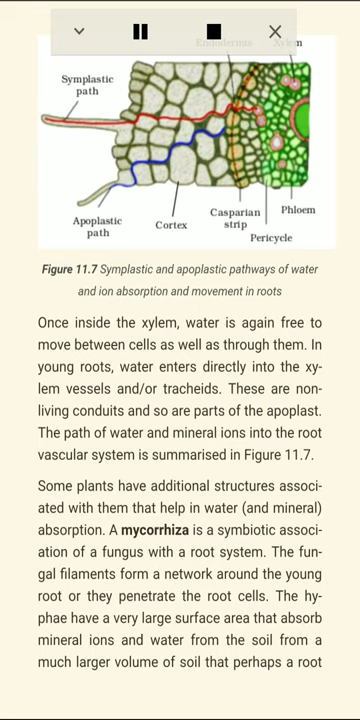 Endodermis Xylem
Symplastic
path
Apoplastic
path
Cortex
Casparian
strip
Phloem
Pericycle
Figure 11.7 Symplastic and apoplastic pathways of water
and ion absorption and movement in roots
Once inside the xylem, water is again free to
move between cells as well as through them. In
young roots, water enters directly into the xy-
lem vessels and/or tracheids. These are non-
living conduits and so are parts of the apoplast.
The path of water and mineral ions into the root
vascular system is summarised in Figure 11.7.
Some plants have additional structures associ-
ated with them that help in water (and mineral)
absorption. A mycorrhiza is a symbiotic associ-
ation of a fungus with a root system. The fun-
gal filaments form a network around the young
root or they penetrate the root cells. The hy-
phae have a very large surface area that absorb
mineral ions and water from the soil from a
much larger volume of soil that perhaps a root